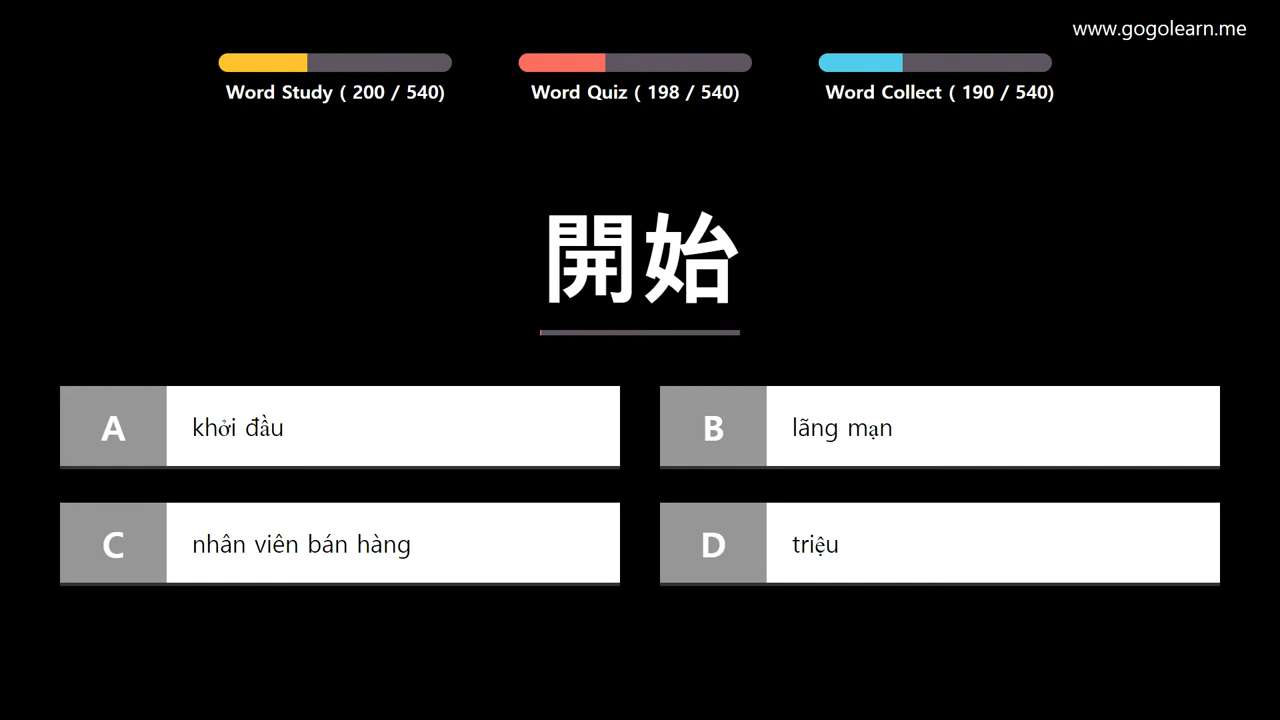 www.gogolearn.me
Word Study ( 200 / 540)
Word Quiz ( 198 / 540)
Word Collect ( 190 / 540)
開始
A khởi đầu
B lãng mạn
C nhân viên bán hàng
D triệu